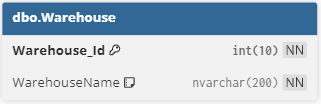 dbo.Warehouse
Warehouse_Id int(10) NN
WarehouseName nvarchar(200) NN